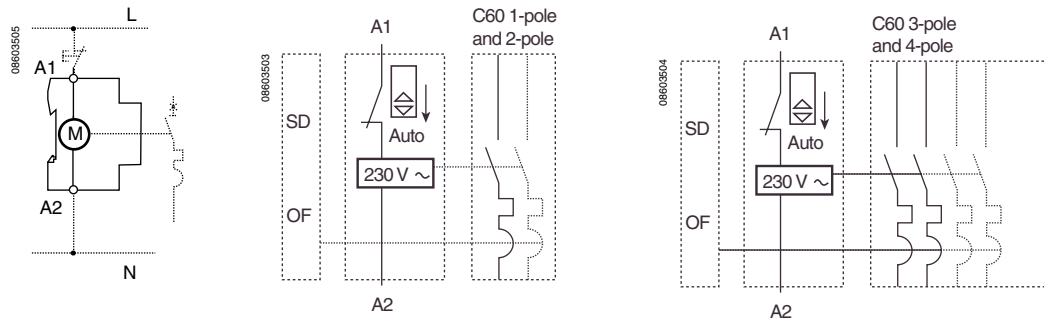 L
08603505
A1
M
A2
N
08603503
A1
C60 1-pole
and 2-pole
SD
Auto
230 V ~
OF
A2
08603504
A1
C60 3-pole
and 4-pole
SD
Auto
230 V ~
OF
A2